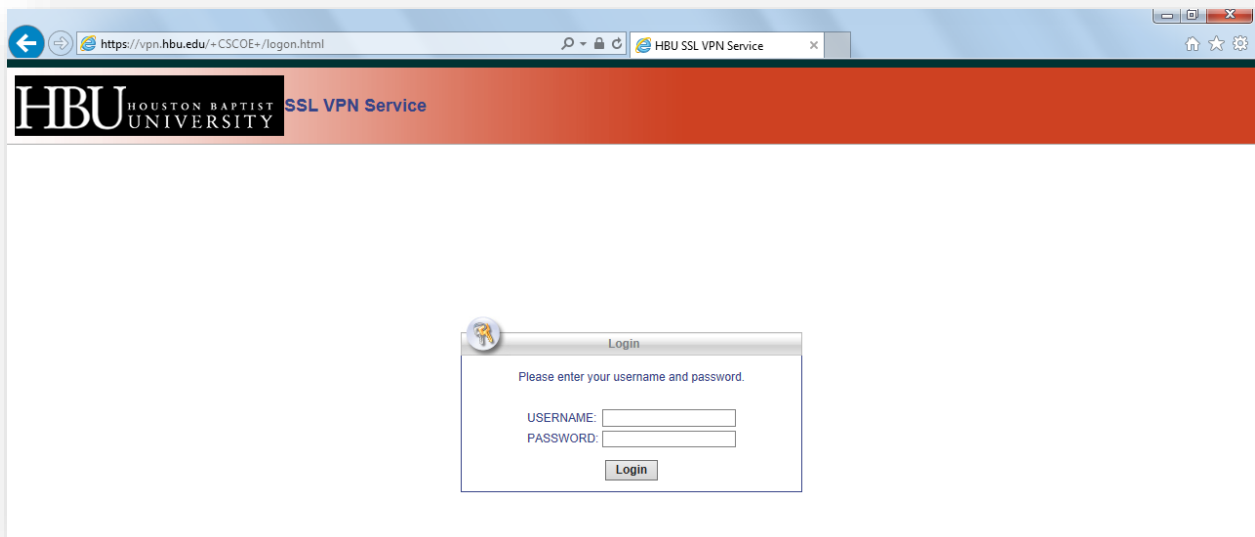 https://vpn.hbu.edu/+CSCOE+/logon.html
HBU SSL VPN Service
HBU HOUSTON BAPTIST UNIVERSITY
SSL VPN Service
Login
Please enter your username and password.
USERNAME:
PASSWORD:
Login